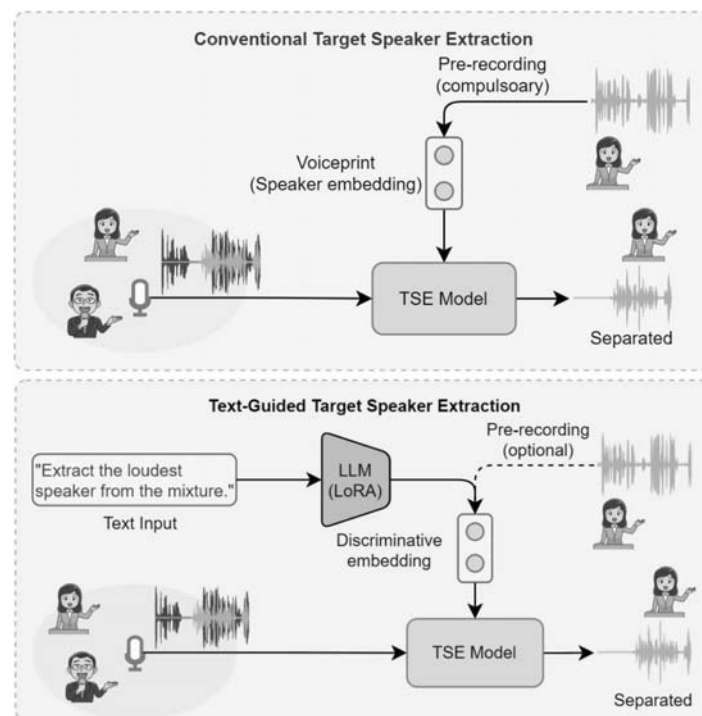 Conventional Target Speaker Extraction
Pre-recording
(compulsoary)
Voiceprint
(Speaker embedding)
TSE Model
Separated
Text-Guided Target Speaker Extraction
Pre-recording
(optional)
"Extract the loudest
speaker from the mixture."
LLM
(LoRA)
Text Input
Discriminative
embedding
TSE Model
Separated